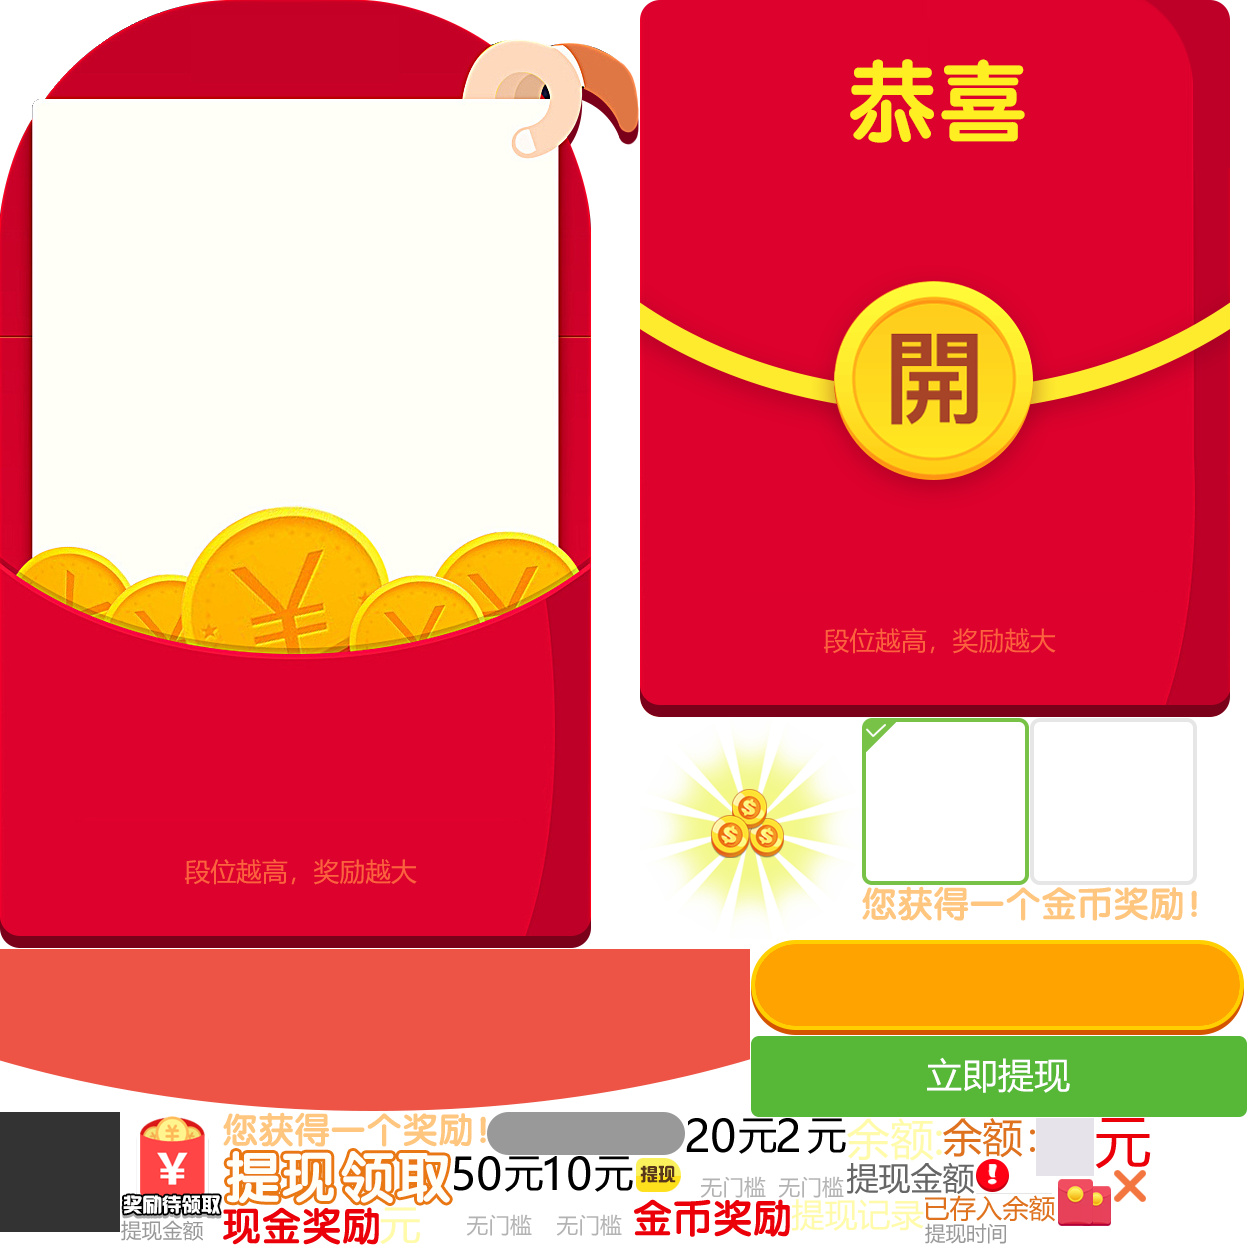 恭喜
開
段位越高，奖励越大
段位越高，奖励越大
您获得一个金币奖励！
立即提现
您获得一个奖励！
20元
2元
余额:
余额:
元
¥
提现领取
50元
10元
提现
无门槛
无门槛
提现金额
奖励待领取
现金奖励
元
无门槛
无门槛
金币奖励
提现记录
已存入余额
提现金额
提现时间